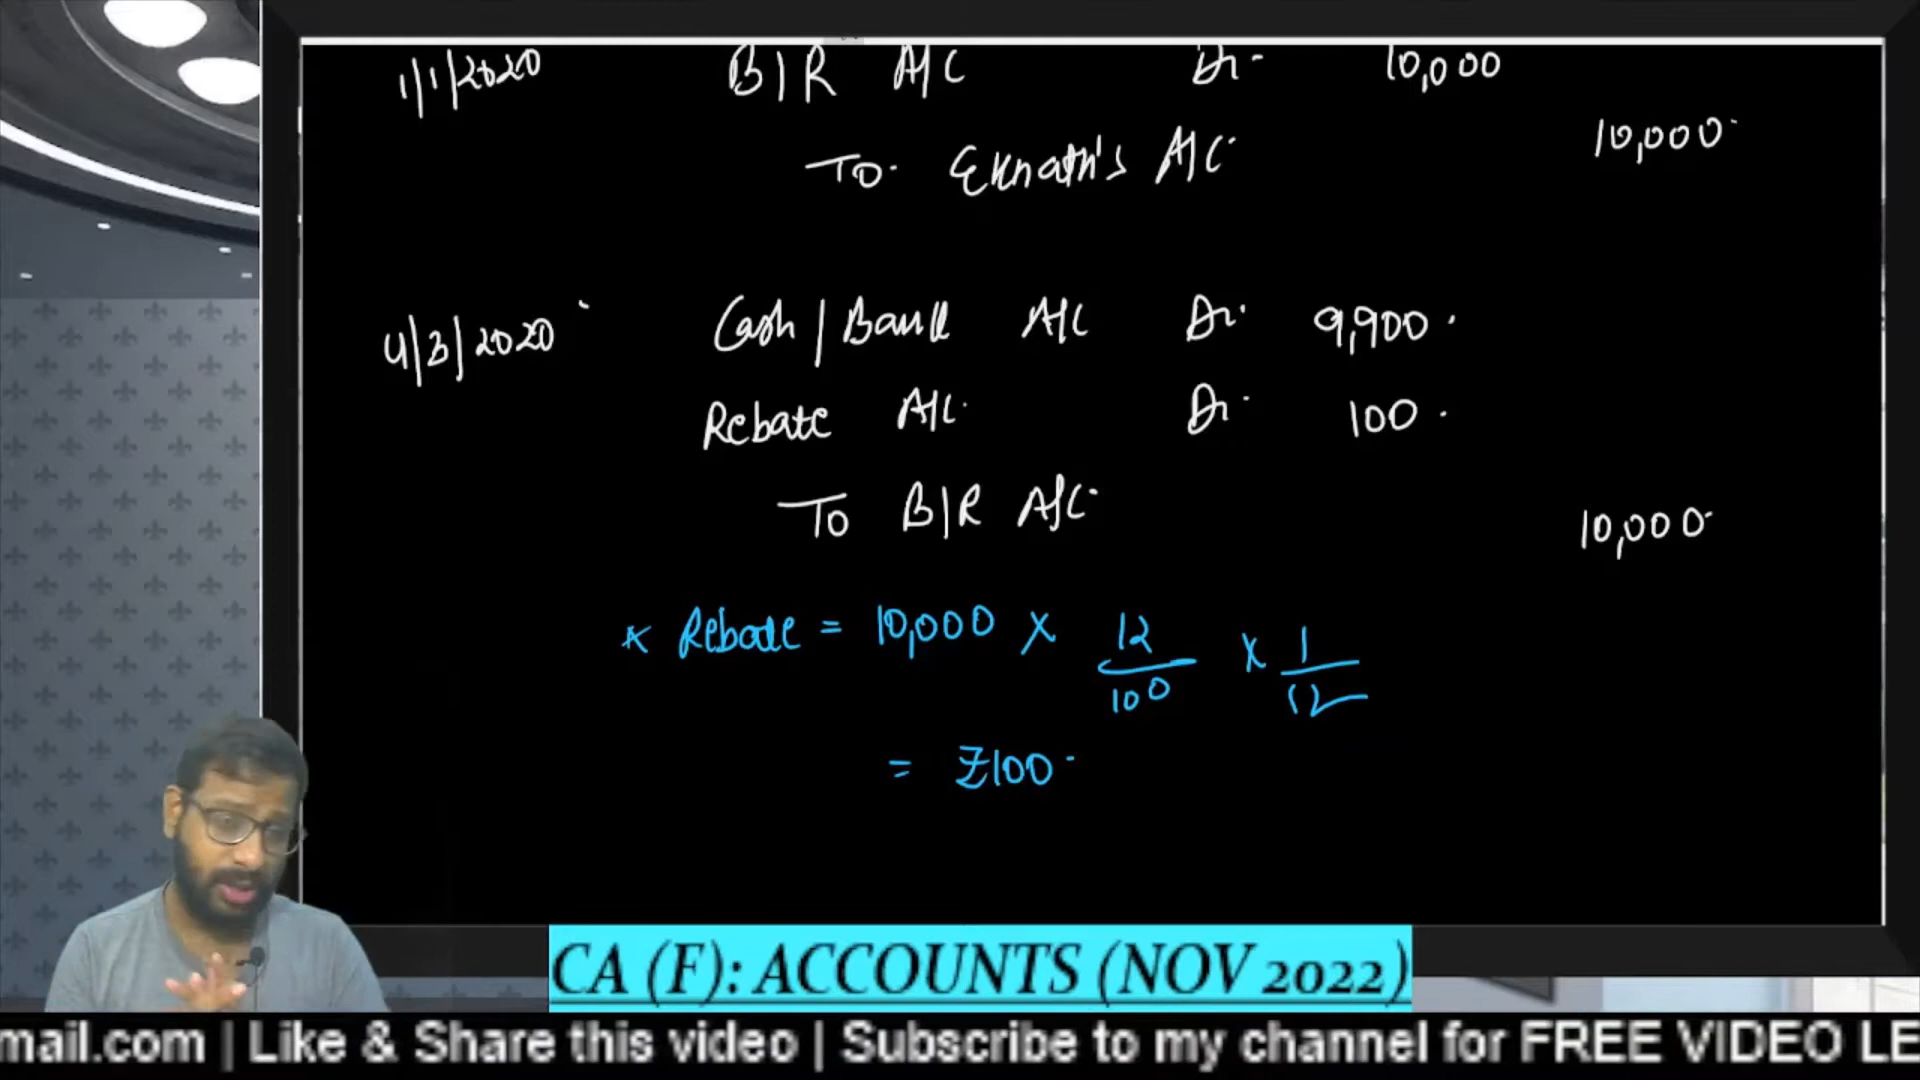 1/1/2020 B/R A/C Dr. 10,000
To Eknath's A/C 10,000
4/3/2020 Cash/Bank A/C Dr. 9,900
Rebate A/C Dr. 100
To B/R A/C 10,000
* Rebate = 10,000 x 12/100 x 1/12
= ₹100
CA (F): ACCOUNTS (NOV 2022)
mail.com | Like & Share this video | Subscribe to my channel for FREE VIDEO LE